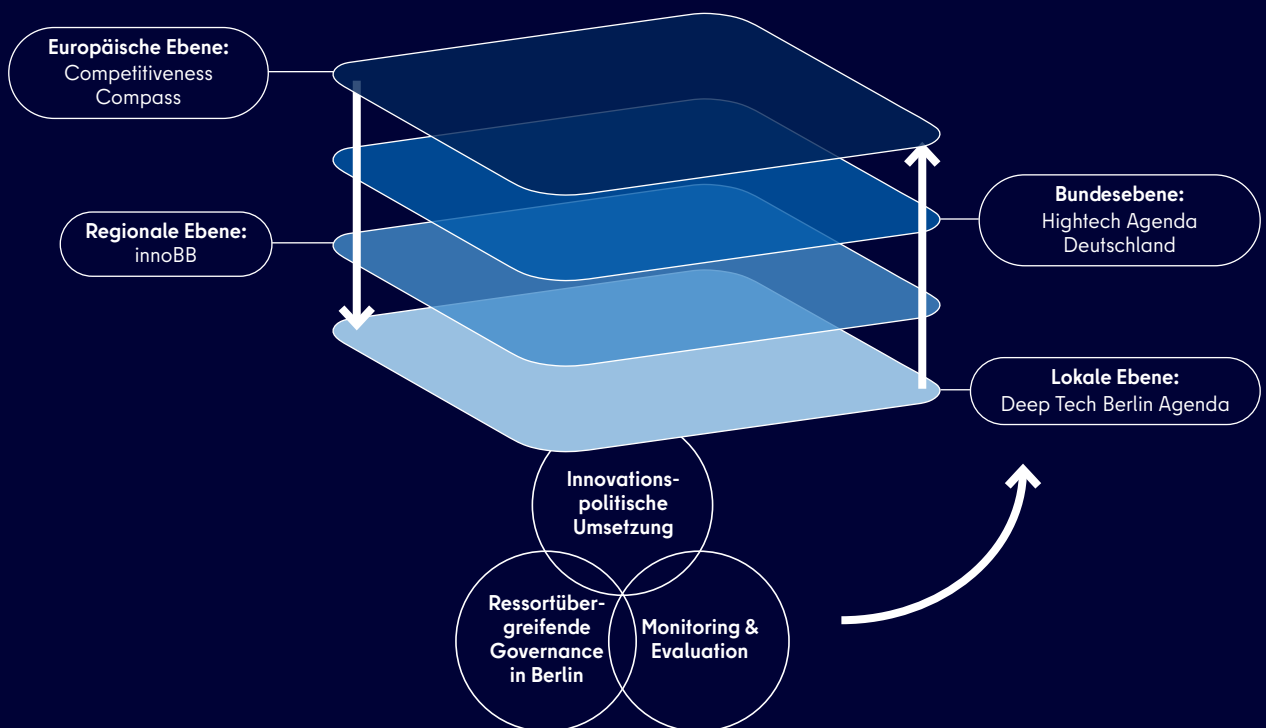 Europäische Ebene:
Competitiveness
Compass
Regionale Ebene:
innoBB
Bundesebene:
Hightech Agenda
Deutschland
Lokale Ebene:
Deep Tech Berlin Agenda
Innovations-
politische
Umsetzung
Ressortüber-
greifende
Governance
in Berlin
Monitoring &
Evaluation